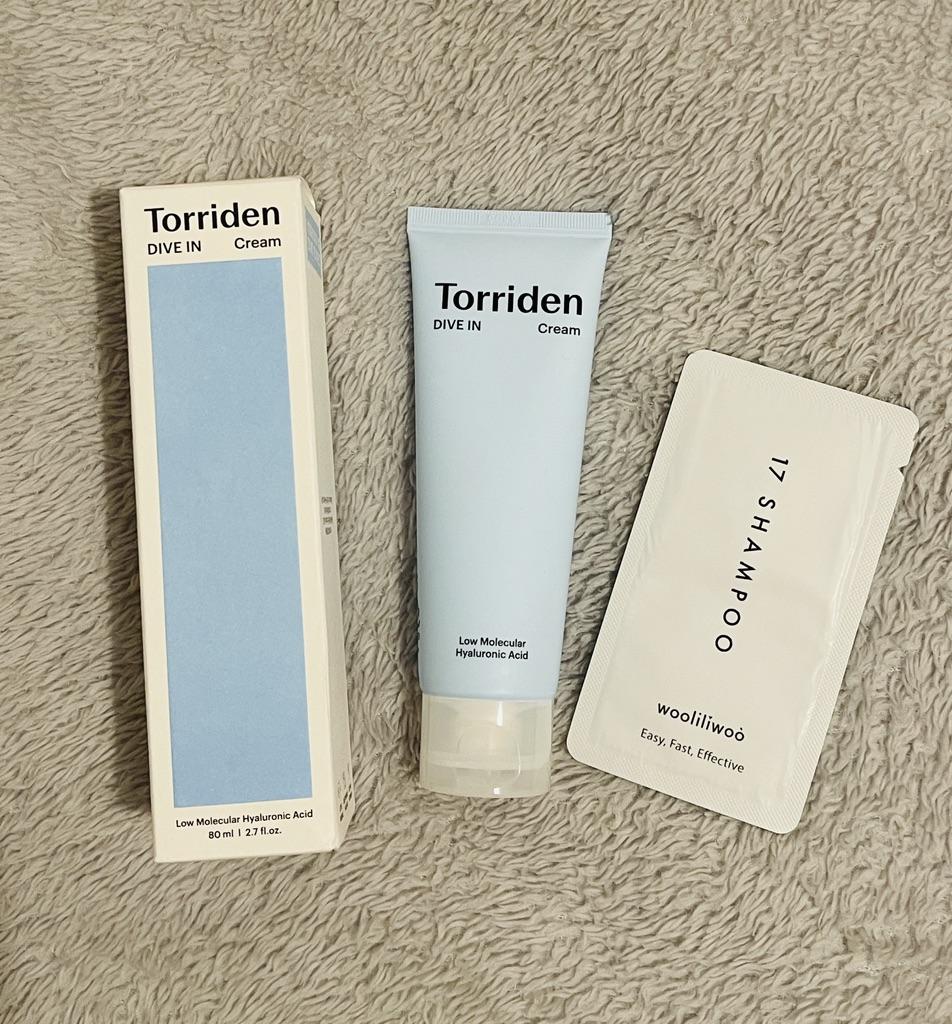 Torriden
DIVE IN Cream
Low Molecular Hyaluronic Acid
80 ml | 2.7 fl.oz.
Torriden
DIVE IN Cream
Low Molecular
Hyaluronic Acid
17 SHAMPOO
wooliliwoo
Easy, Fast, Effective